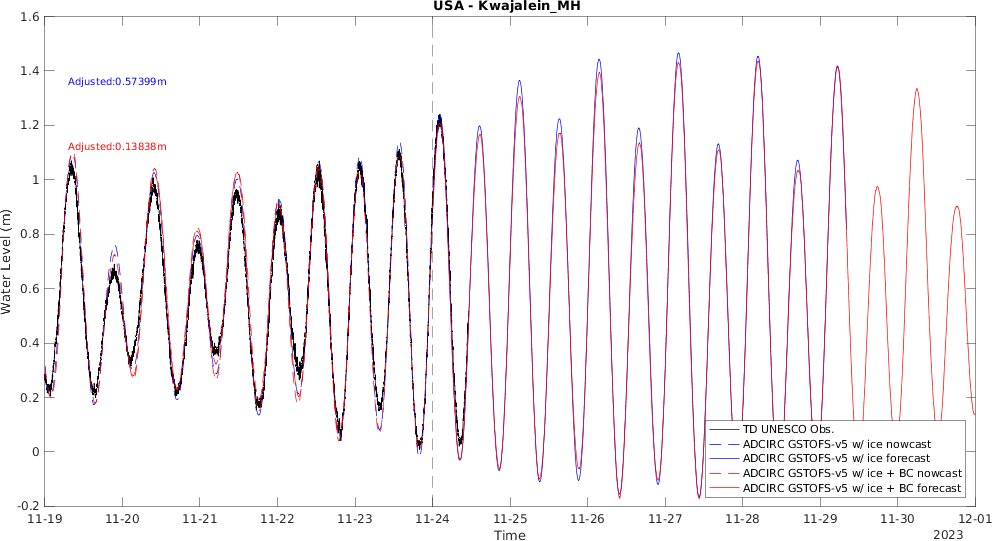 USA - Kwajalein_MH
1.6
1.4
1.2
1
0.8
0.6
0.4
0.2
0
-0.2
Water Level (m)
Adjusted:0.57399m
Adjusted:0.13838m
TD UNESCO Obs.
ADCIRC GSTOFS-v5 w/ ice nowcast
ADCIRC GSTOFS-v5 w/ ice forecast
ADCIRC GSTOFS-v5 w/ ice + BC nowcast
ADCIRC GSTOFS-v5 w/ ice + BC forecast
11-19 11-20 11-21 11-22 11-23 11-24 11-25 11-26 11-27 11-28 11-29 11-30 12-01
Time
2023